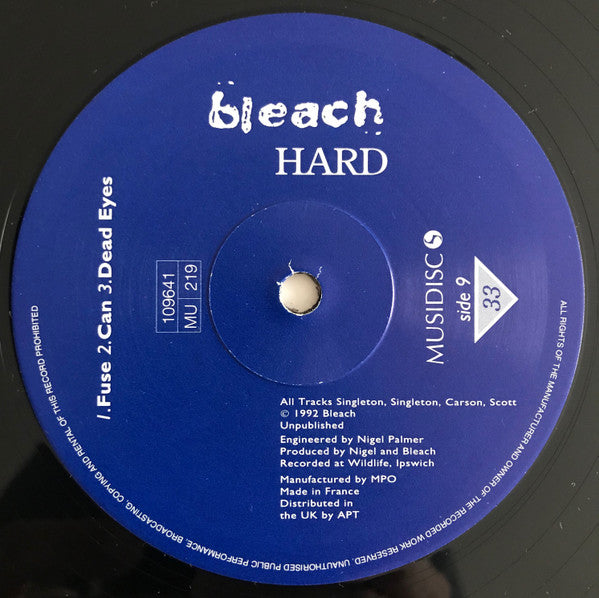 bleach
HARD
1.Fuse 2.Can 3.Dead Eyes
109641
MU 219
MUSIDISC
side 9
33
All Tracks Singleton, Singleton, Carson, Scott
© 1992 Bleach
Unpublished
Engineered by Nigel Palmer
Produced by Nigel and Bleach
Recorded at Wildlife, Ipswich
Manufactured by MPO
Made in France
Distributed in
the UK by APT
ALL RIGHTS OF THE MANUFACTURER AND OWNER OF THE RECORDED WORK RESERVED. UNAUTHORISED PUBLIC PERFORMANCE, BROADCASTING, COPYING AND RENTAL OF THIS RECORD PROHIBITED